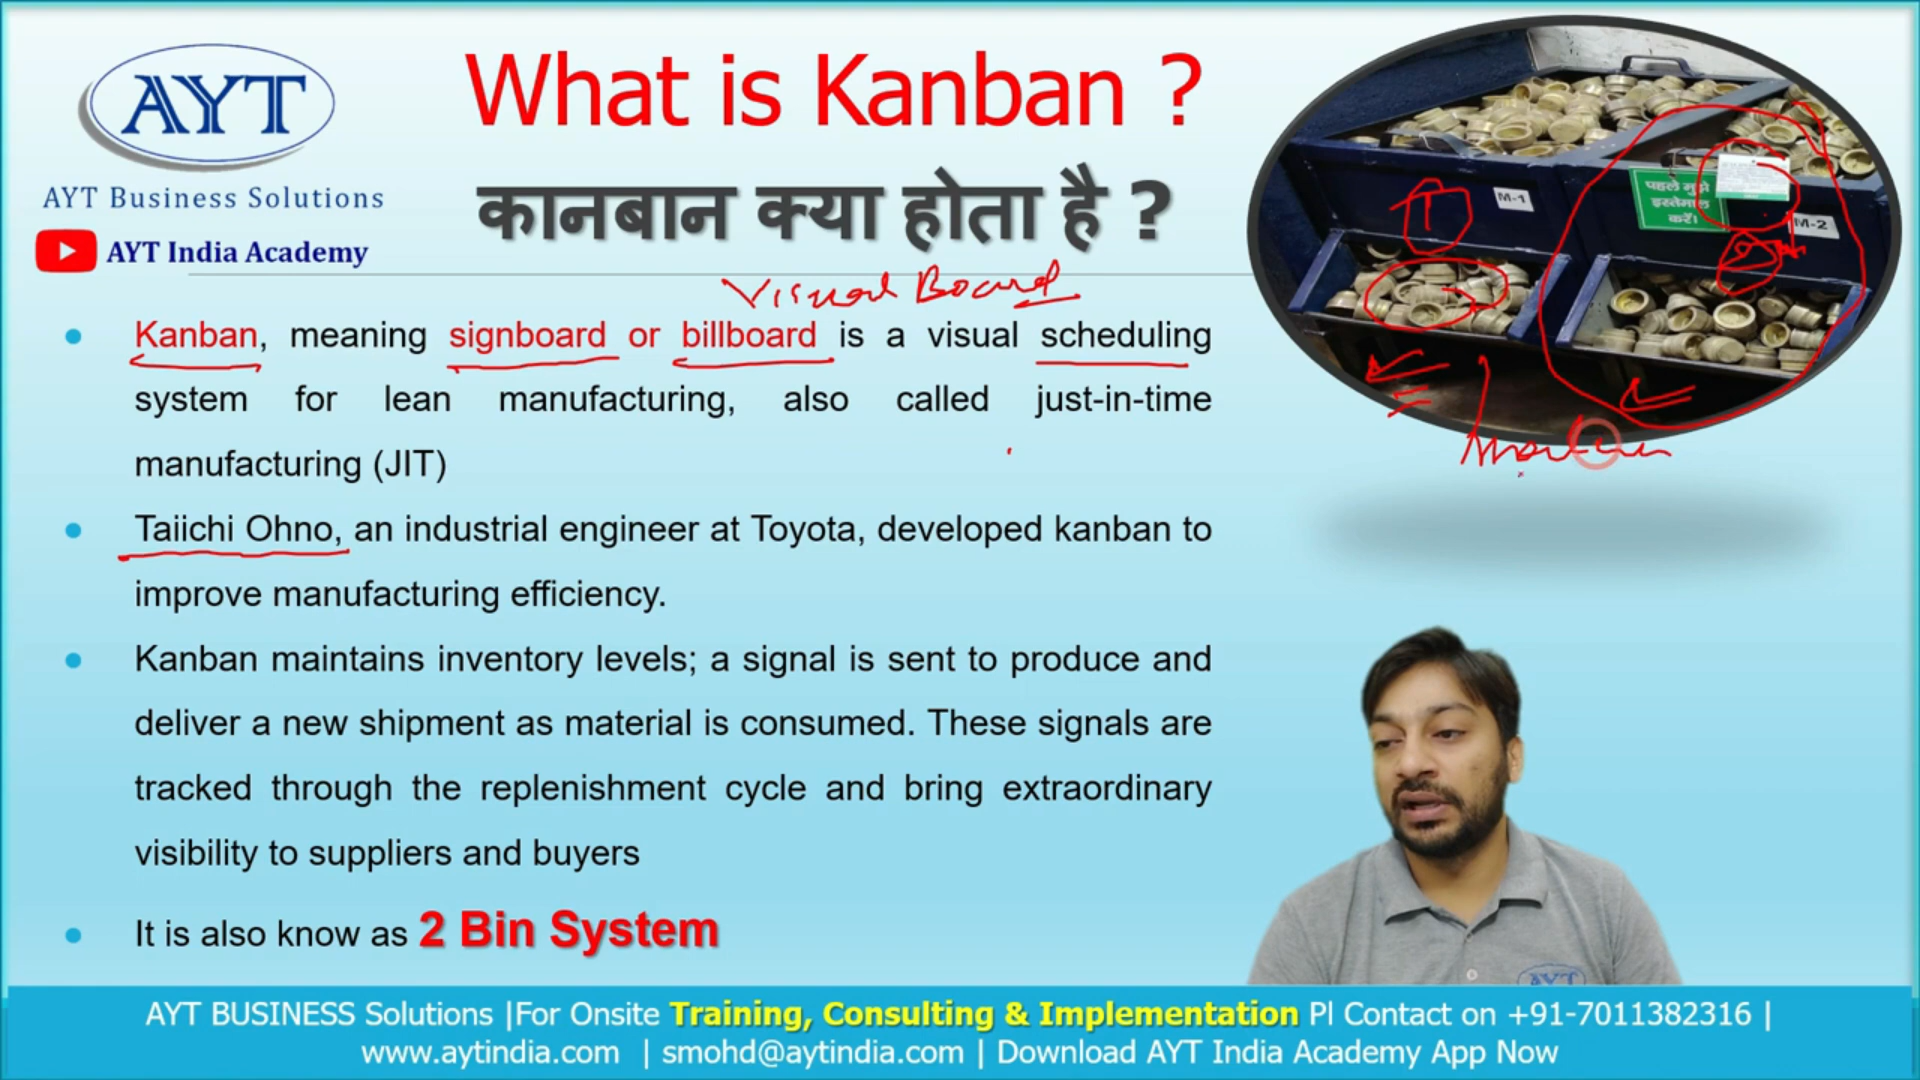 AYT
AYT Business Solutions
AYT India Academy
What is Kanban ?
कानबान क्या होता है ?
Visual Board
Kanban, meaning signboard or billboard is a visual scheduling
system for lean manufacturing, also called just-in-time
manufacturing (JIT)
Taiichi Ohno, an industrial engineer at Toyota, developed kanban to
improve manufacturing efficiency.
Kanban maintains inventory levels; a signal is sent to produce and
deliver a new shipment as material is consumed. These signals are
tracked through the replenishment cycle and bring extraordinary
visibility to suppliers and buyers
It is also know as 2 Bin System
M-1
पहले मुझे
इस्तेमाल
करें।
M-2
1
2
AYT
AYT BUSINESS Solutions |For Onsite Training, Consulting & Implementation Pl Contact on +91-7011382316 |
www.aytindia.com | smohd@aytindia.com | Download AYT India Academy App Now